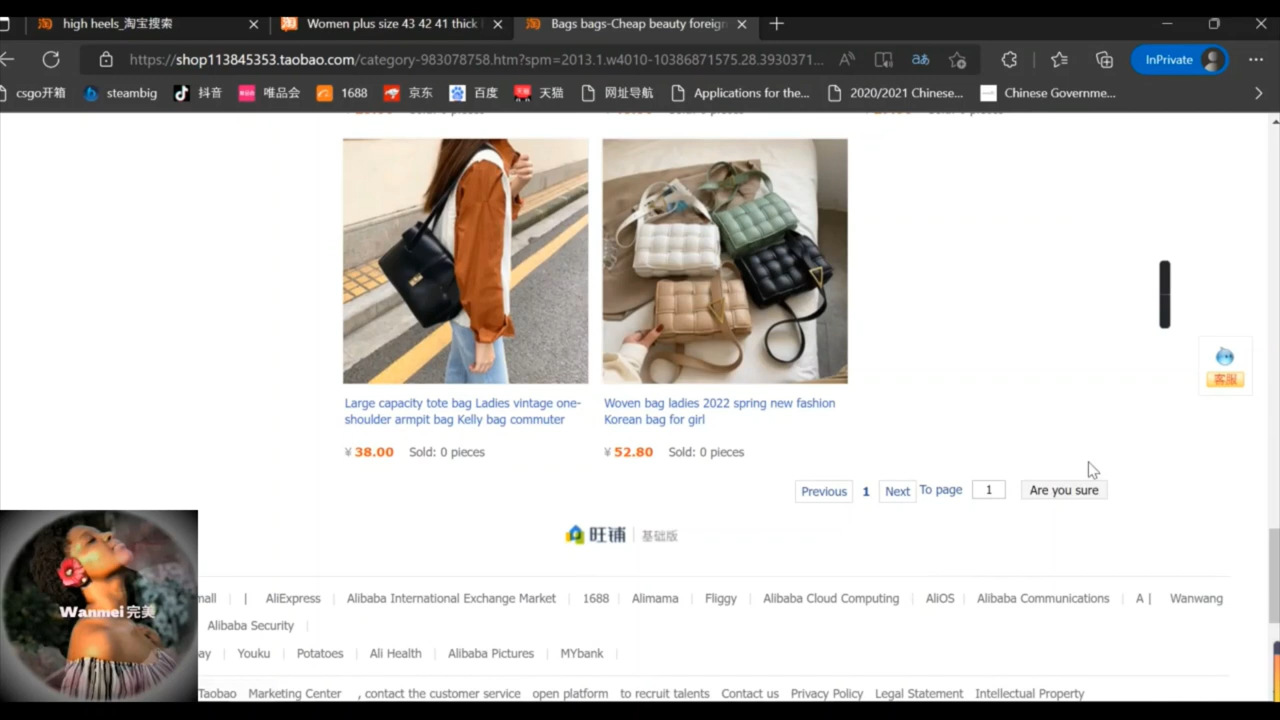 high heels_淘宝搜索
Women plus size 43 42 41 thick
Bags bags-Cheap beauty foreign
https://shop113845353.taobao.com/category-983078758.htm?spm=2013.1.w4010-10386871575.28.3930371...
InPrivate
csgo开箱 steambig 抖音 唯品会 1688 京东 百度 天猫 网址导航 Applications for the... 2020/2021 Chinese... Chinese Governme...
客服
Large capacity tote bag Ladies vintage one-
shoulder armpit bag Kelly bag commuter
¥ 38.00 Sold: 0 pieces
Woven bag ladies 2022 spring new fashion
Korean bag for girl
¥ 52.80 Sold: 0 pieces
Previous 1 Next To page 1 Are you sure
旺铺 基础版
Wanmei 完美
mall | AliExpress Alibaba International Exchange Market 1688 Alimama Fliggy Alibaba Cloud Computing AliOS Alibaba Communications A | Wanwang
Alibaba Security
ay Youku Potatoes Ali Health Alibaba Pictures MYbank
Taobao Marketing Center , contact the customer service open platform to recruit talents Contact us Privacy Policy Legal Statement Intellectual Property